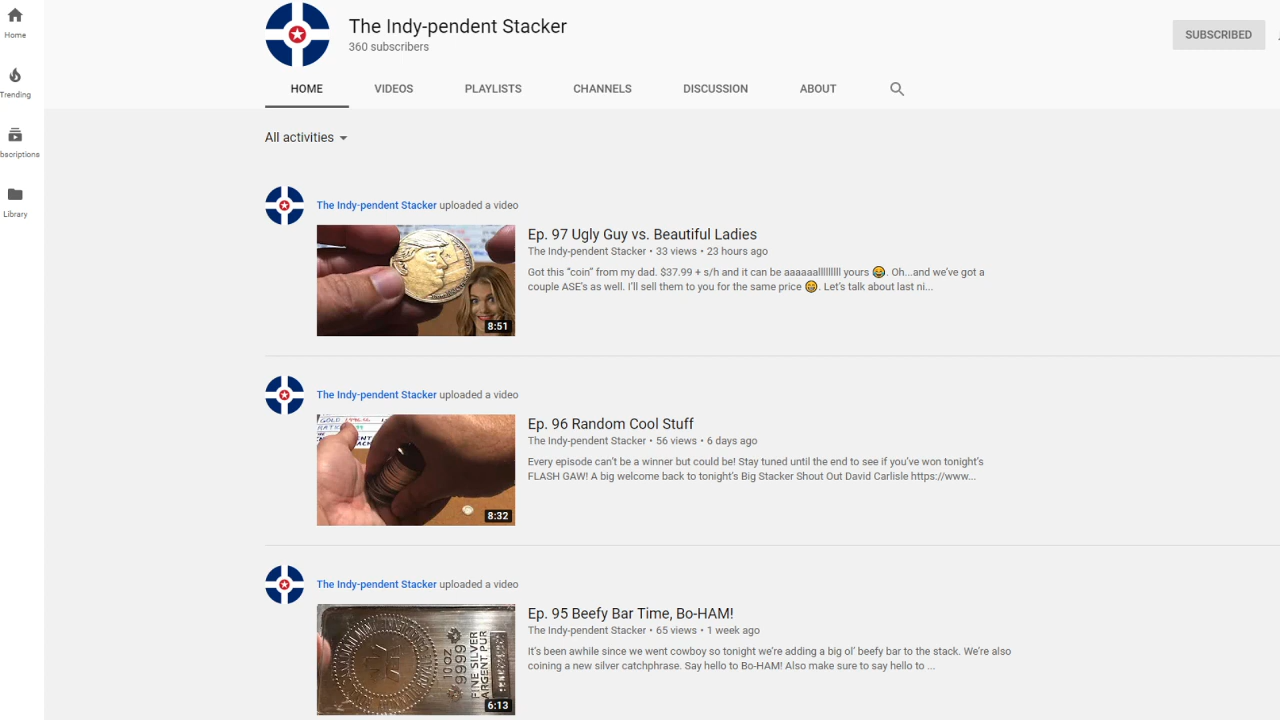 The Indy-pendent Stacker
360 subscribers
SUBSCRIBED
Home
Trending
bscriptions
Library
HOME VIDEOS PLAYLISTS CHANNELS DISCUSSION ABOUT
All activities
The Indy-pendent Stacker uploaded a video
8:51
Ep. 97 Ugly Guy vs. Beautiful Ladies
The Indy-pendent Stacker • 33 views • 23 hours ago
Got this “coin” from my dad. $37.99 + s/h and it can be aaaaaallllllllll yours 😂. Oh...and we’ve got a
couple ASE’s as well. I’ll sell them to you for the same price 😁. Let’s talk about last ni...
The Indy-pendent Stacker uploaded a video
GOLD
8:32
Ep. 96 Random Cool Stuff
The Indy-pendent Stacker • 56 views • 6 days ago
Every episode can’t be a winner but could be! Stay tuned until the end to see if you’ve won tonight’s
FLASH GAW! A big welcome back to tonight’s Big Stacker Shout Out David Carlisle https://www...
The Indy-pendent Stacker uploaded a video
10 OZ
9999
FINE SILVER
ARGENT PUR
6:13
Ep. 95 Beefy Bar Time, Bo-HAM!
The Indy-pendent Stacker • 65 views • 1 week ago
It’s been awhile since we went cowboy so tonight we’re adding a big ol’ beefy bar to the stack. We’re also
coining a new silver catchphrase. Say hello to Bo-HAM! Also make sure to say hello to ...